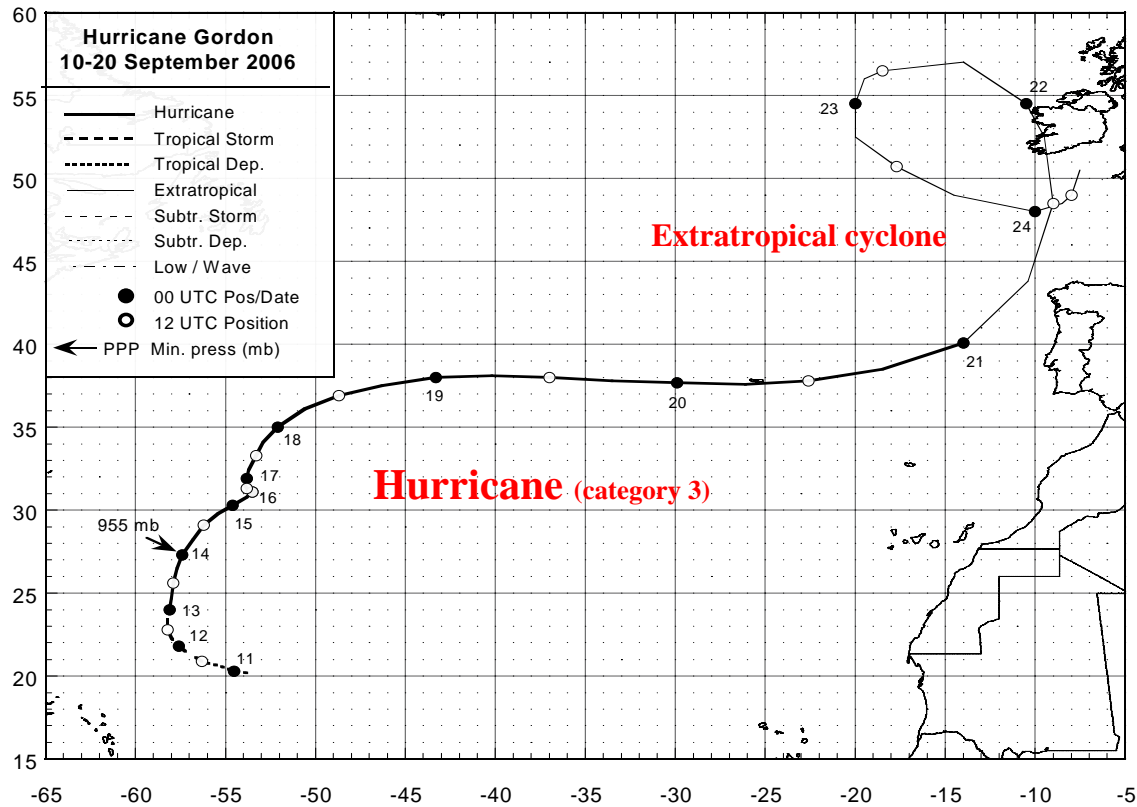 Hurricane Gordon
10-20 September 2006
Hurricane
Tropical Storm
Tropical Dep.
Extratropical
Subtr. Storm
Subtr. Dep.
Low / Wave
00 UTC Pos/Date
12 UTC Position
PPP Min. press (mb)
60
55
50
45
40
35
30
25
20
15
22
23
24
Extratropical cyclone
21
19
20
18
17
16
Hurricane (category 3)
15
955 mb
14
13
12
11
-65 -60 -55 -50 -45 -40 -35 -30 -25 -20 -15 -10 -5